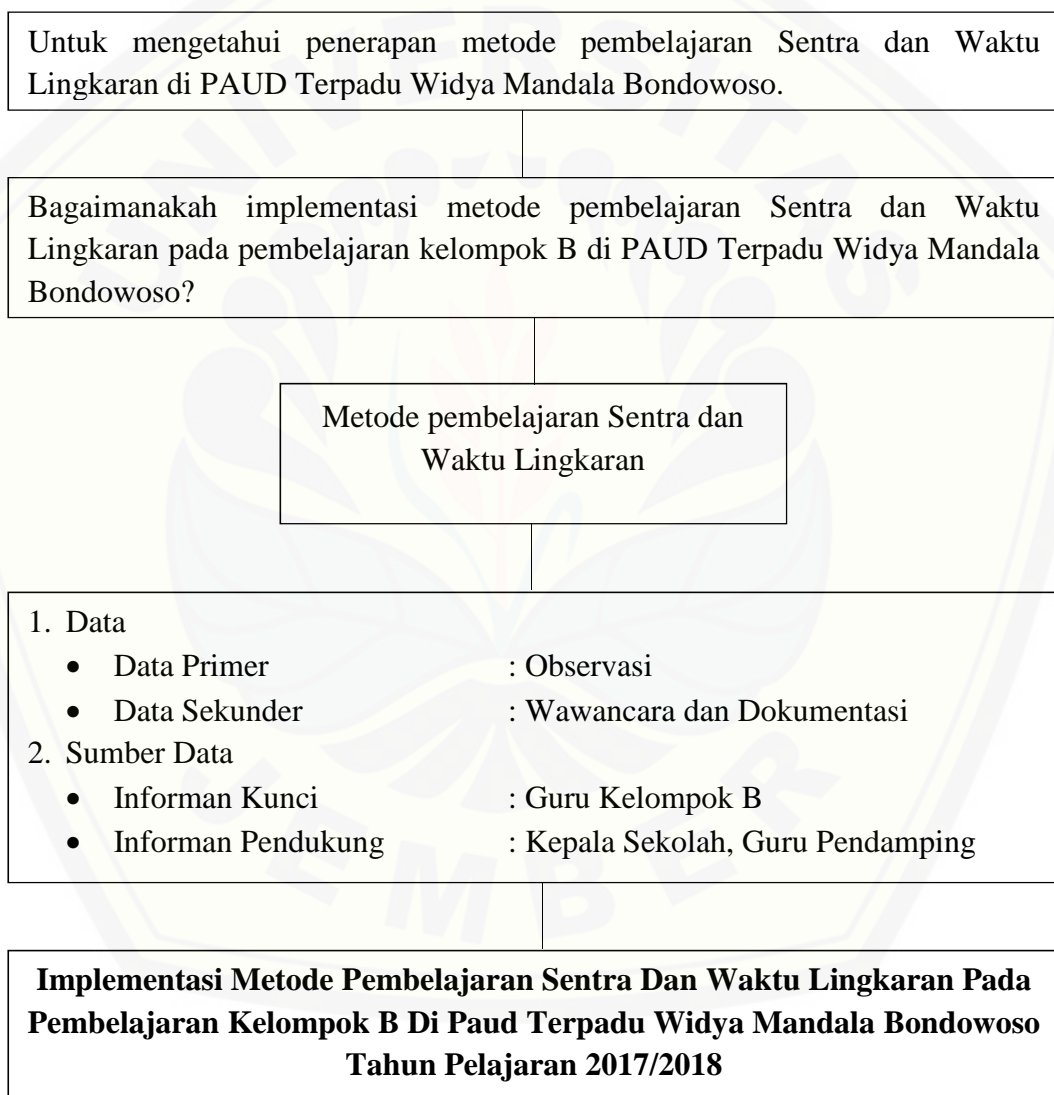 Untuk mengetahui penerapan metode pembelajaran Sentra dan Waktu
Lingkaran di PAUD Terpadu Widya Mandala Bondowoso.
Bagaimanakah implementasi metode pembelajaran Sentra dan Waktu
Lingkaran pada pembelajaran kelompok B di PAUD Terpadu Widya Mandala
Bondowoso?
Metode pembelajaran Sentra dan
Waktu Lingkaran
1. Data
• Data Primer : Observasi
• Data Sekunder : Wawancara dan Dokumentasi
2. Sumber Data
• Informan Kunci : Guru Kelompok B
• Informan Pendukung : Kepala Sekolah, Guru Pendamping
Implementasi Metode Pembelajaran Sentra Dan Waktu Lingkaran Pada
Pembelajaran Kelompok B Di Paud Terpadu Widya Mandala Bondowoso
Tahun Pelajaran 2017/2018
UNIVERSITAS
JEMBER